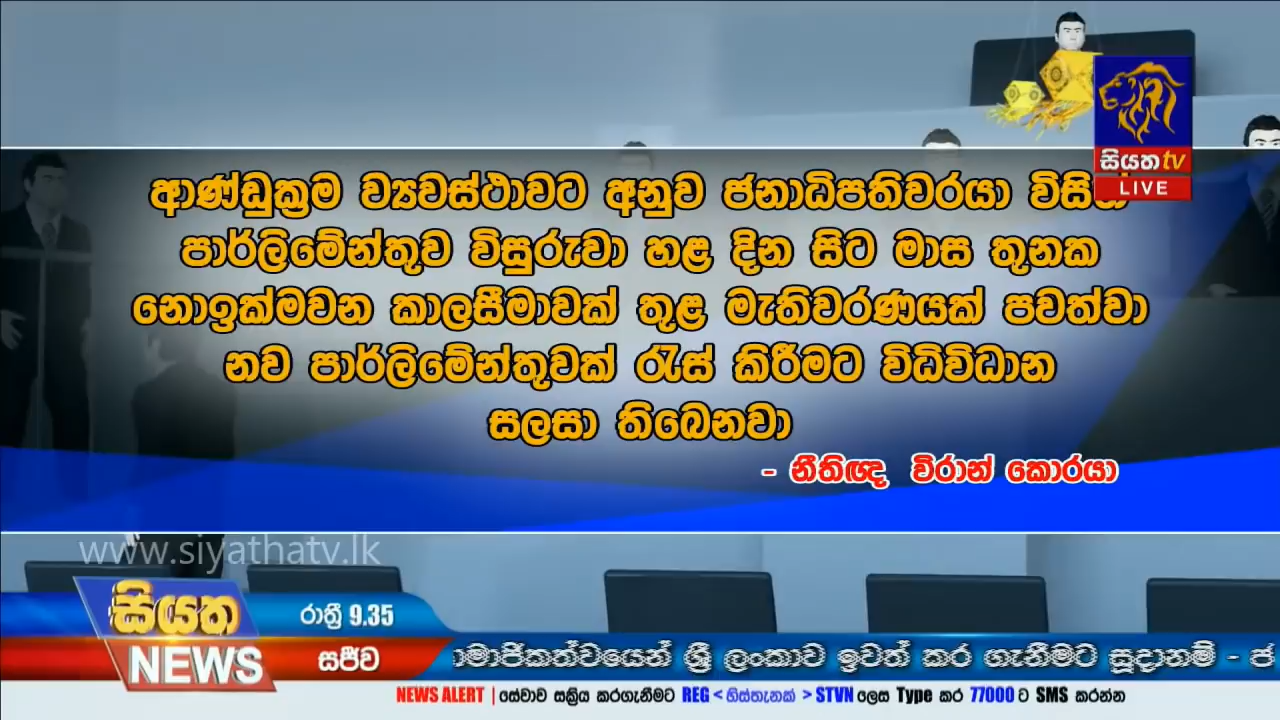 සියත tv
LIVE
ආණ්ඩුක්‍රම ව්‍යවස්ථාවට අනුව ජනාධිපතිවරයා
පාර්ලිමේන්තුව විසුරුවා හළ දින සිට මාස තුනක
නොඉක්මවන කාලසීමාවක් තුළ මැතිවරණයක් පවත්වා
නව පාර්ලිමේන්තුවක් රැස් කිරීමට විධිවිධාන
සලසා තිබෙනවා
- නීතිඥ විරාන් කොරයා
www.siyathatv.lk
සියත
NEWS
රාත්‍රී 9.35
සජීව
ශ්‍රී ලංකාව ඉවත් කර ගැනීමට සූදානම් -
NEWS ALERT | සේවාව සක්‍රිය කරගැනීමට REG < හිස්තැනක් > STVN ලෙස Type කර 77000 ට SMS කරන්න